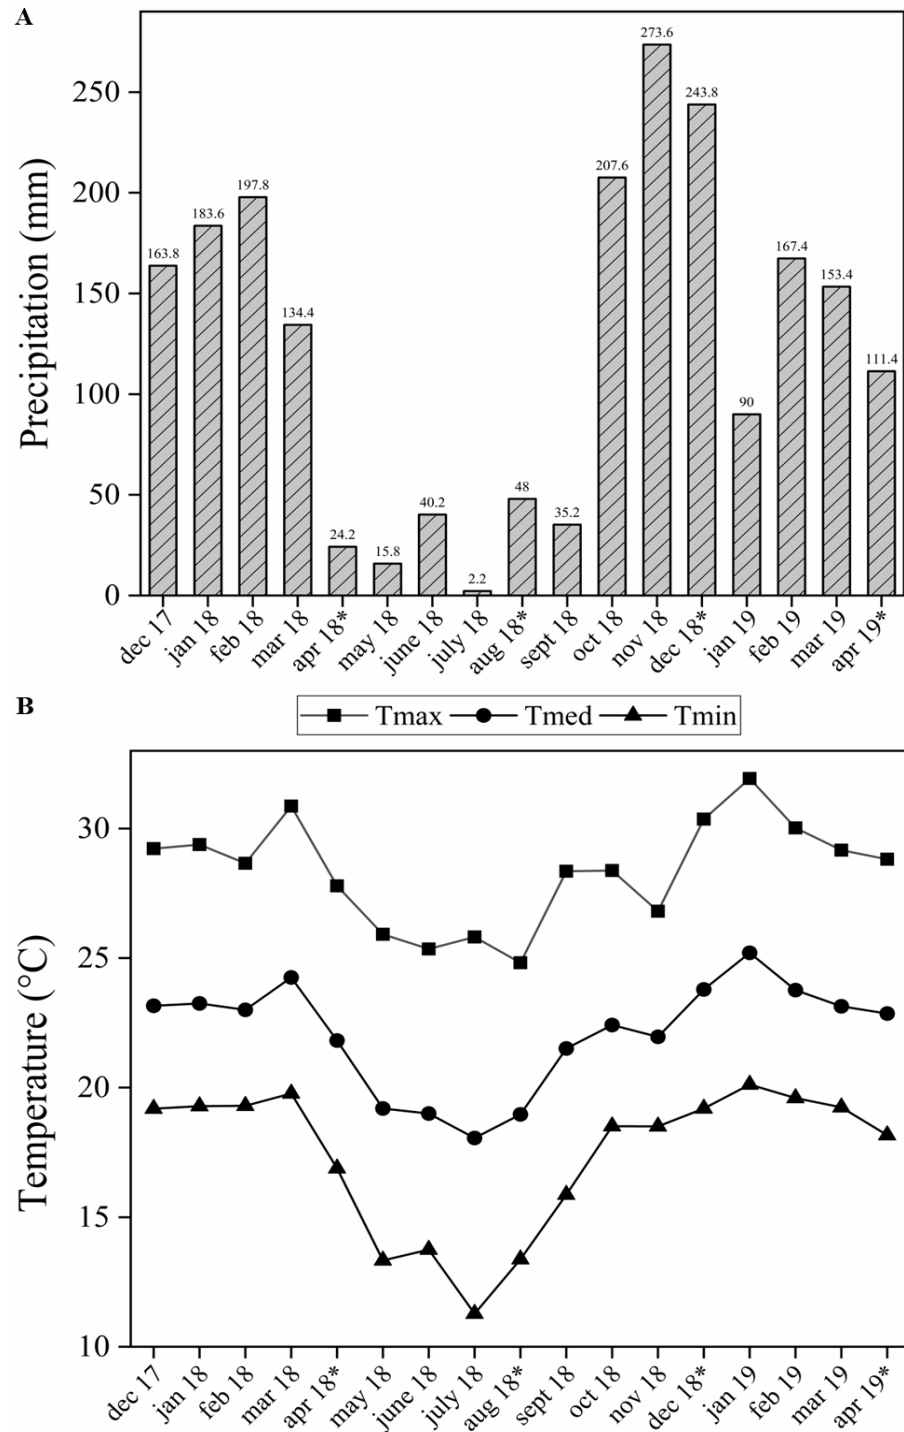 A
Precipitation (mm)
250
200
150
100
50
0
163.8
183.6
197.8
134.4
24.2
15.8
40.2
2.2
48
35.2
207.6
273.6
243.8
90
167.4
153.4
111.4
dec 17
jan 18
feb 18
mar 18
apr 18*
may 18
june 18
july 18
aug 18*
sept 18
oct 18
nov 18
dec 18*
jan 19
feb 19
mar 19
apr 19*
B
Tmax Tmed Tmin
Temperature (°C)
30
25
20
15
10
dec 17
jan 18
feb 18
mar 18
apr 18*
may 18
june 18
july 18
aug 18*
sept 18
oct 18
nov 18
dec 18*
jan 19
feb 19
mar 19
apr 19*